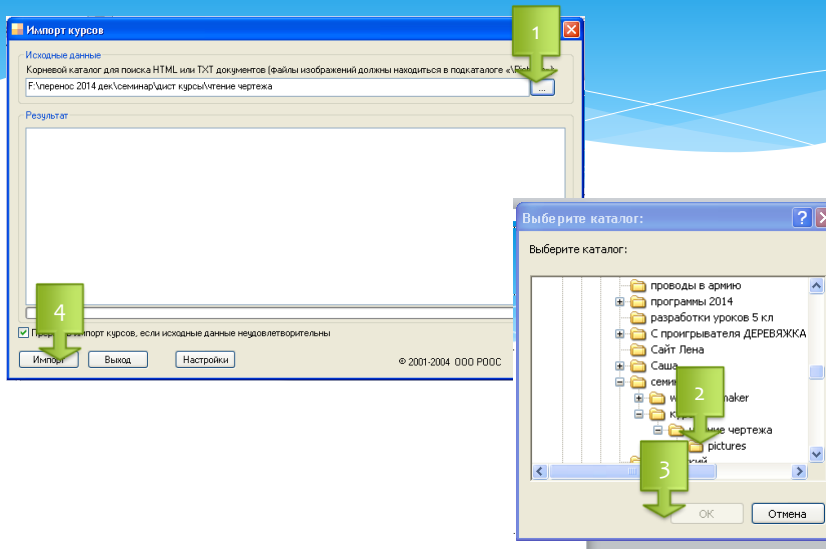 Импорт курсов
1
Исходные данные
Корневой каталог для поиска HTML или TXT документов (файлы изображений должны находиться в подкаталоге «\Pict
F:\перенос 2014 дек\семинар\дист курсы\чтение чертежа
...
Результат
4
импорт курсов, если исходные данные неудовлетворительны
Импорт
Выход
Настройки
© 2001-2004 ООО РООС
Выберите каталог:
Выберите каталог:
проводы в армию
программы 2014
разработки уроков 5 кл
С проигрывателя ДЕРЕВЯЖКА
Сайт Лена
Саша
2
чертежа
pictures
3
OK
Отмена